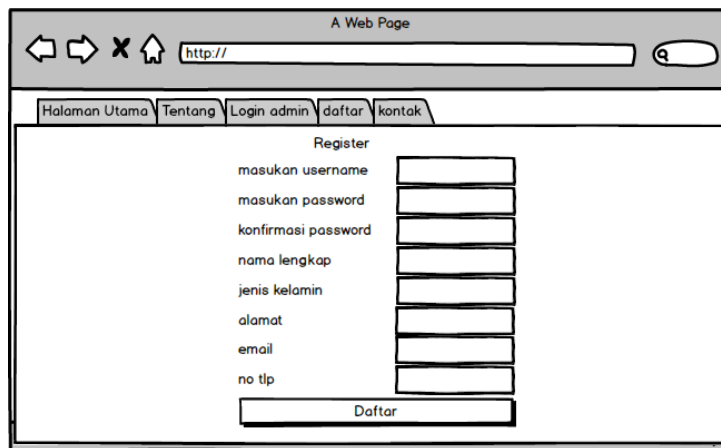 A Web Page
http://
Halaman Utama Tentang Login admin daftar kontak
Register
masukan username
masukan password
konfirmasi password
nama lengkap
jenis kelamin
alamat
email
no tlp
Daftar